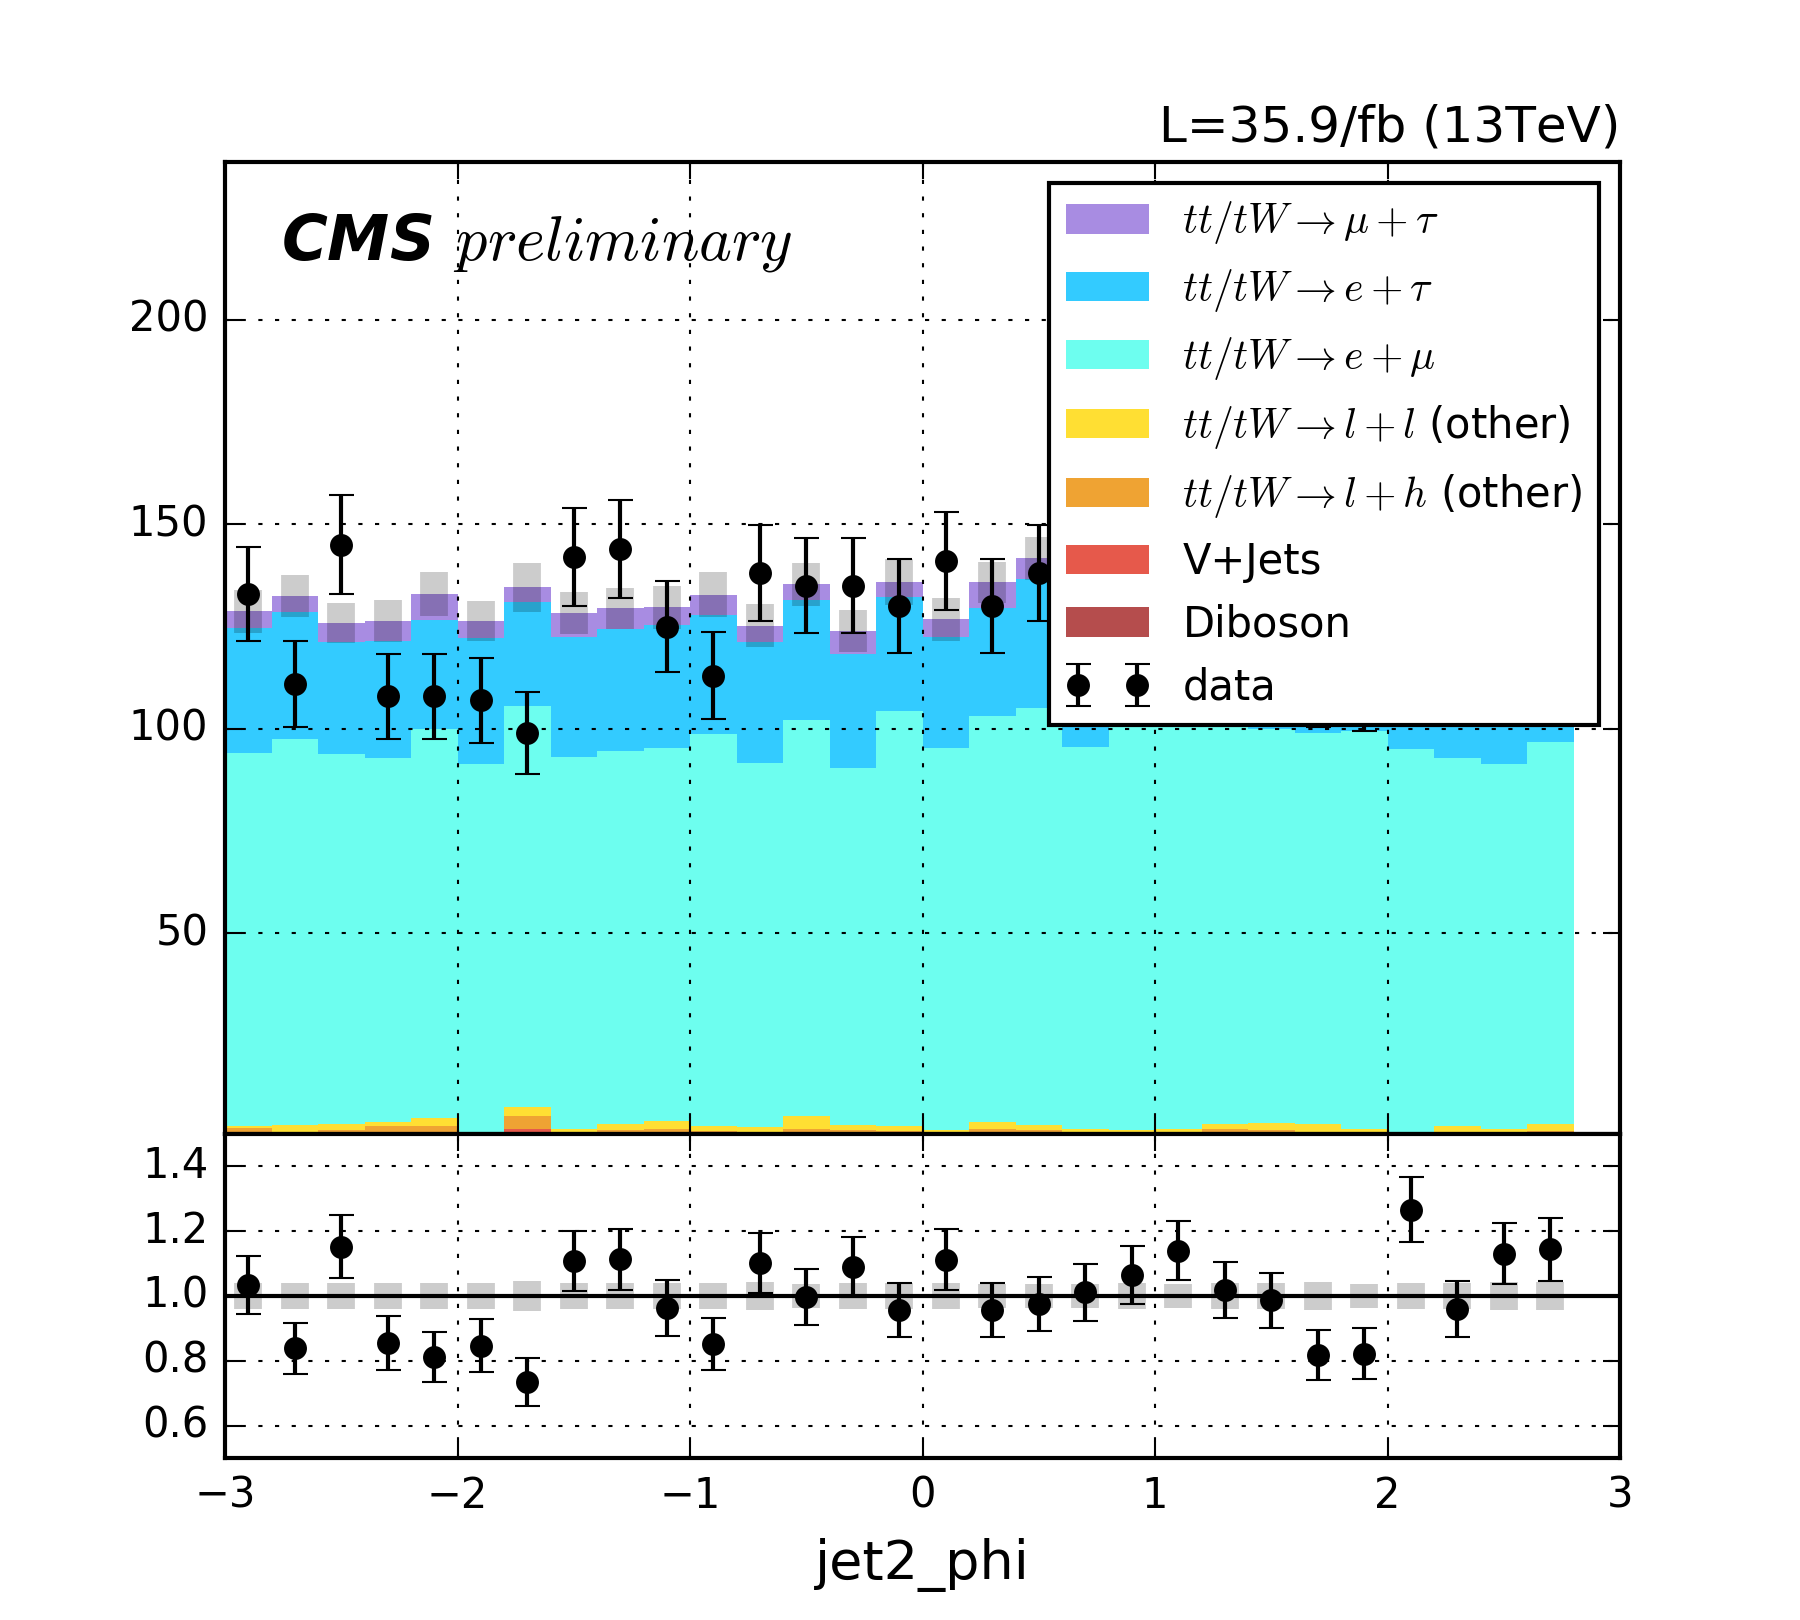 L=35.9/fb (13TeV)
CMS preliminary
tt/tW→μ+τ
tt/tW→e+τ
tt/tW→e+μ
tt/tW→l+l (other)
tt/tW→l+h (other)
V+Jets
Diboson
data
200
150
100
50
1.4
1.2
1.0
0.8
0.6
−3 −2 −1 0 1 2 3
jet2_phi